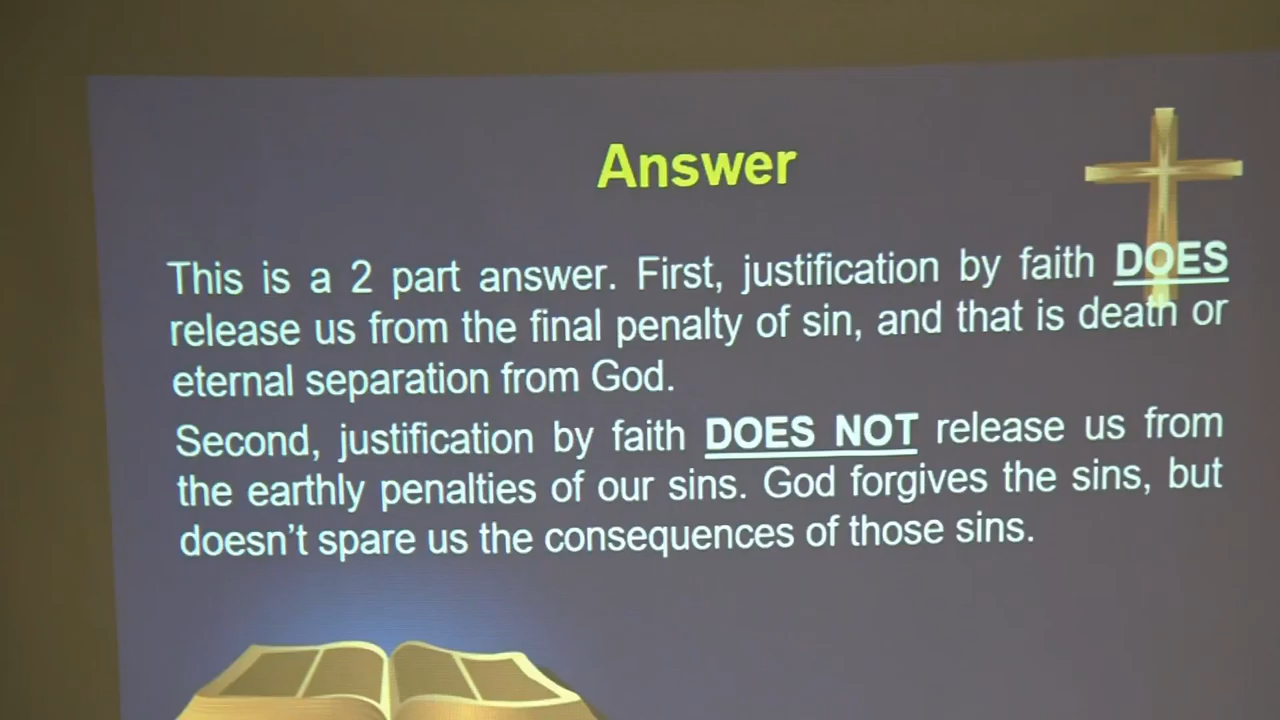 Answer
This is a 2 part answer. First, justification by faith DOES
release us from the final penalty of sin, and that is death or
eternal separation from God.
Second, justification by faith DOES NOT release us from
the earthly penalties of our sins. God forgives the sins, but
doesn't spare us the consequences of those sins.